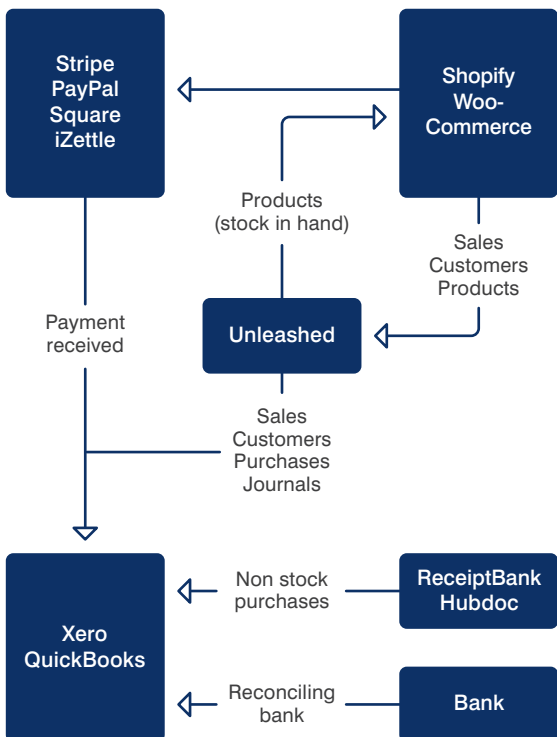 Stripe
PayPal
Square
iZettle
Shopify
Woo-
Commerce
Products
(stock in hand)
Sales
Customers
Products
Payment
received
Unleashed
Sales
Customers
Purchases
Journals
Xero
QuickBooks
Non stock
purchases
ReceiptBank
Hubdoc
Reconciling
bank
Bank